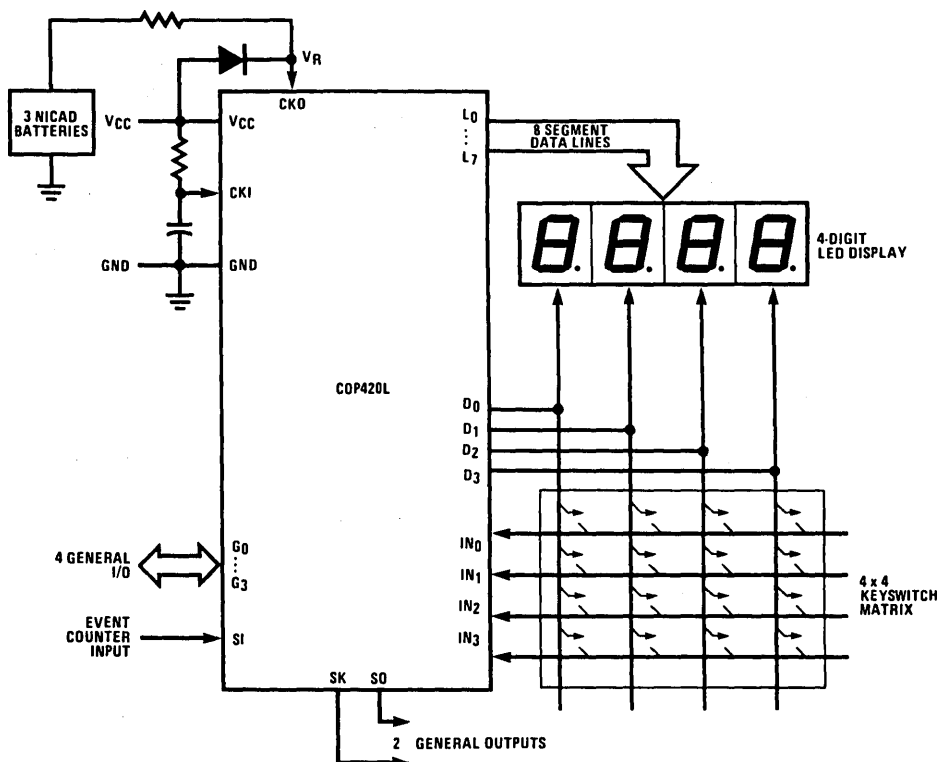 VR
3 NICAD
BATTERIES
CKO
VCC
VCC
L0
L7
8 SEGMENT
DATA LINES
CKI
GND
GND
4-DIGIT
LED DISPLAY
COP420L
D0
D1
D2
D3
4 GENERAL
I/O
G0
G3
IN0
IN1
IN2
IN3
4 x 4
KEYSWITCH
MATRIX
EVENT
COUNTER
INPUT
SI
SK
SO
2 GENERAL OUTPUTS